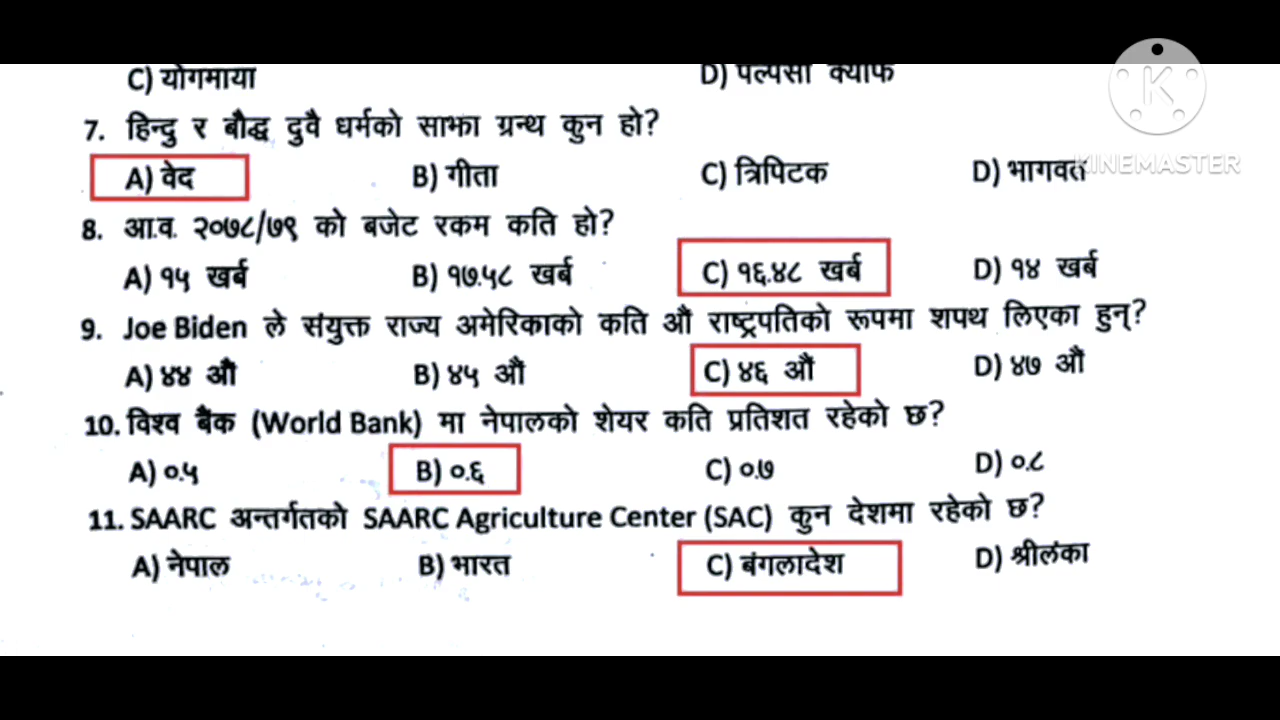 C) योगमाया D) पल्पसा क्याफे
7. हिन्दु र बौद्ध दुवै धर्मको साझा ग्रन्थ कुन हो?
A) वेद B) गीता C) त्रिपिटक D) भागवत
8. आ.व. २०७८/७९ को बजेट रकम कति हो?
A) १५ खर्ब B) १७.५८ खर्ब C) १६.४८ खर्ब D) १४ खर्ब
9. Joe Biden ले संयुक्त राज्य अमेरिकाको कति औं राष्ट्रपतिको रूपमा शपथ लिएका हुन्?
A) ४४ औं B) ४५ औं C) ४६ औं D) ४७ औं
10. विश्व बैंक (World Bank) मा नेपालको शेयर कति प्रतिशत रहेको छ?
A) ०.५ B) ०.६ C) ०.७ D) ०.८
11. SAARC अन्तर्गतको SAARC Agriculture Center (SAC) कुन देशमा रहेको छ?
A) नेपाल B) भारत C) बंगलादेश D) श्रीलंका
K
KINEMASTER